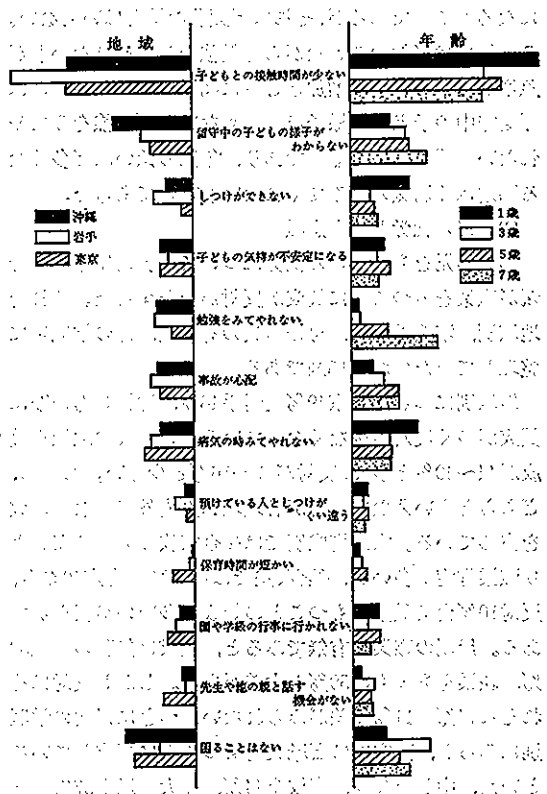 地域
年齢
子どもとの接触時間が少ない
留守中の子どもの様子が
わからない
しつけができない
沖縄
岩手
東京
1歳
3歳
5歳
7歳
子どもの気持が不安定になる
勉強をみてやれない
事故が心配
病気の時みてやれない
預けている人としつけが
くい違う
保育時間が短かい
園や学校の行事に行かれない
先生や他の親と話す
機会がない
困ることはない